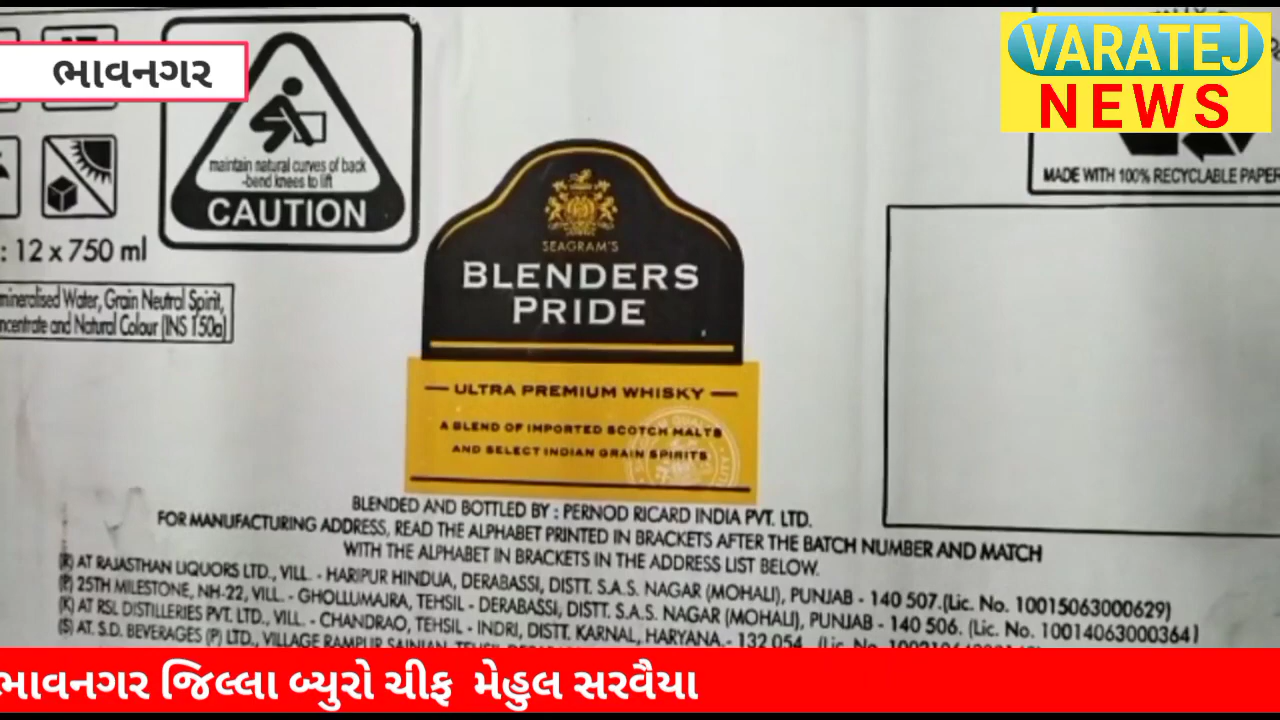 ભાવનગર
VARATEJ
NEWS
maintain natural curves of back
-bend knees to lift
CAUTION
MADE WITH 100% RECYCLABLE PAPER
: 12 x 750 ml
Water, Grain Neutral Spirit,
and Natural Colour (INS 150a)
SEAGRAM'S
BLENDERS
PRIDE
ULTRA PREMIUM WHISKY
A BLEND OF IMPORTED SCOTCH MALTS
AND SELECT INDIAN GRAIN SPIRITS
BLENDED AND BOTTLED BY : PERNOD RICARD INDIA PVT. LTD.
FOR MANUFACTURING ADDRESS, READ THE ALPHABET PRINTED IN BRACKETS AFTER THE BATCH NUMBER AND MATCH
WITH THE ALPHABET IN BRACKETS IN THE ADDRESS LIST BELOW.
(R) AT RAJASTHAN LIQUORS LTD., VILL. - HARIPUR HINDUA, DERABASSI, DISTT. S.A.S. NAGAR (MOHALI), PUNJAB - 140 507.(Lic. No. 10015063000629)
(P) 25TH MILESTONE, NH-22, VILL. - GHOLLUMAJRA, TEHSIL - DERABASSI, DISTT. S.A.S. NAGAR (MOHALI), PUNJAB - 140 506. (Lic. No. 10014063000364)
(K) AT RSL DISTILLERIES PVT. LTD., VILL. - CHANDRAO, TEHSIL - INDRI, DISTT. KARNAL, HARYANA.- 132 054
(S) AT. S.D. BEVERAGES (P) LTD., VILLAGE RAMPUR SAINIAN,
ભાવનગર જિલ્લા બ્યુરો ચીફ મેહુલ સરવૈયા